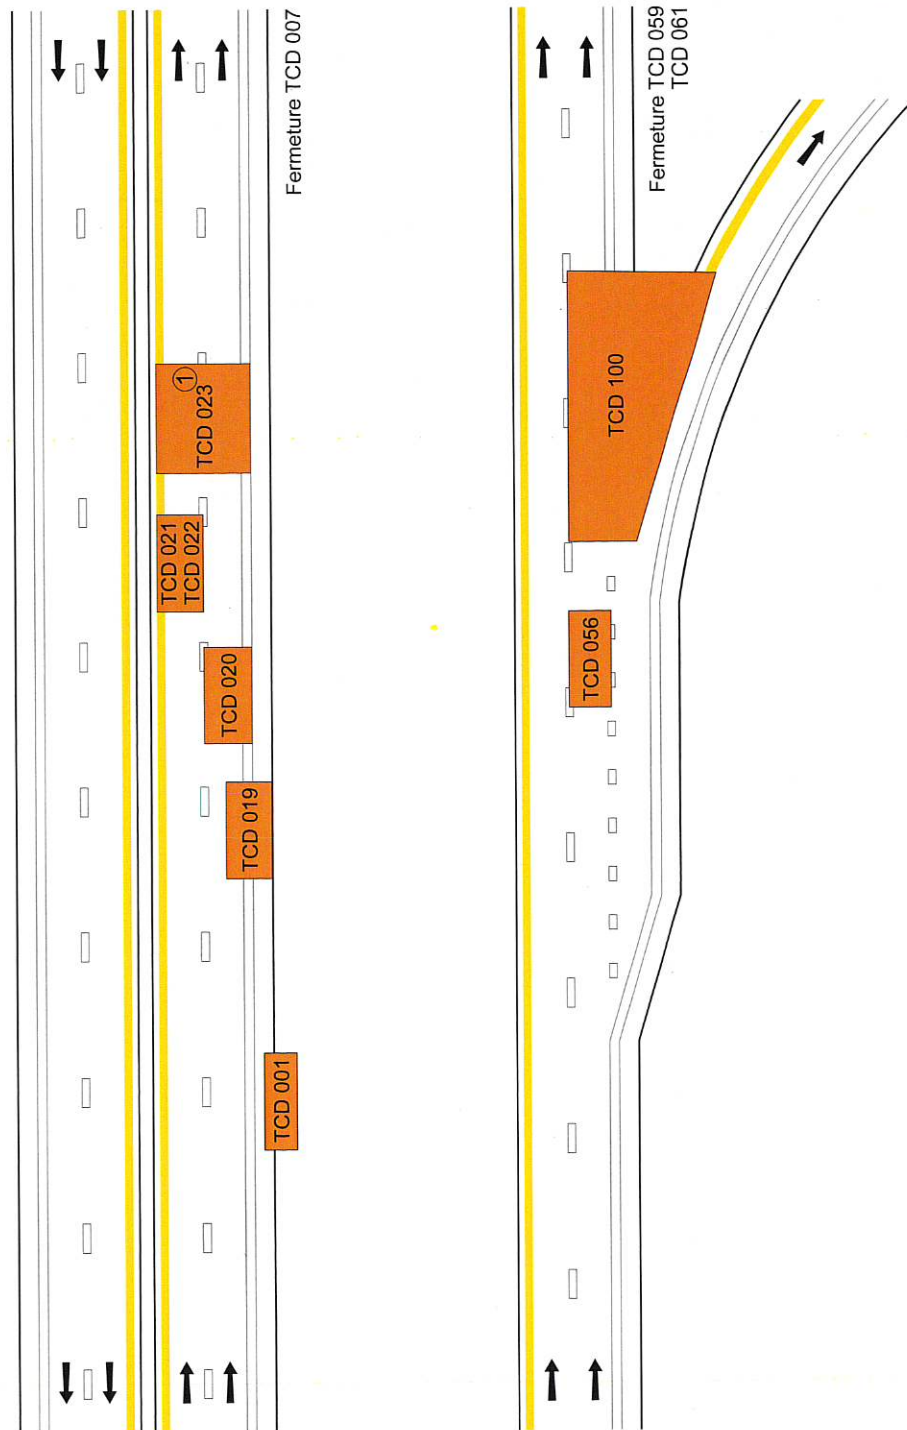 Fermeture TCD 007
TCD 023
1
TCD 021
TCD 022
TCD 020
TCD 019
TCD 001
Fermeture TCD 059
TCD 061
TCD 100
TCD 056